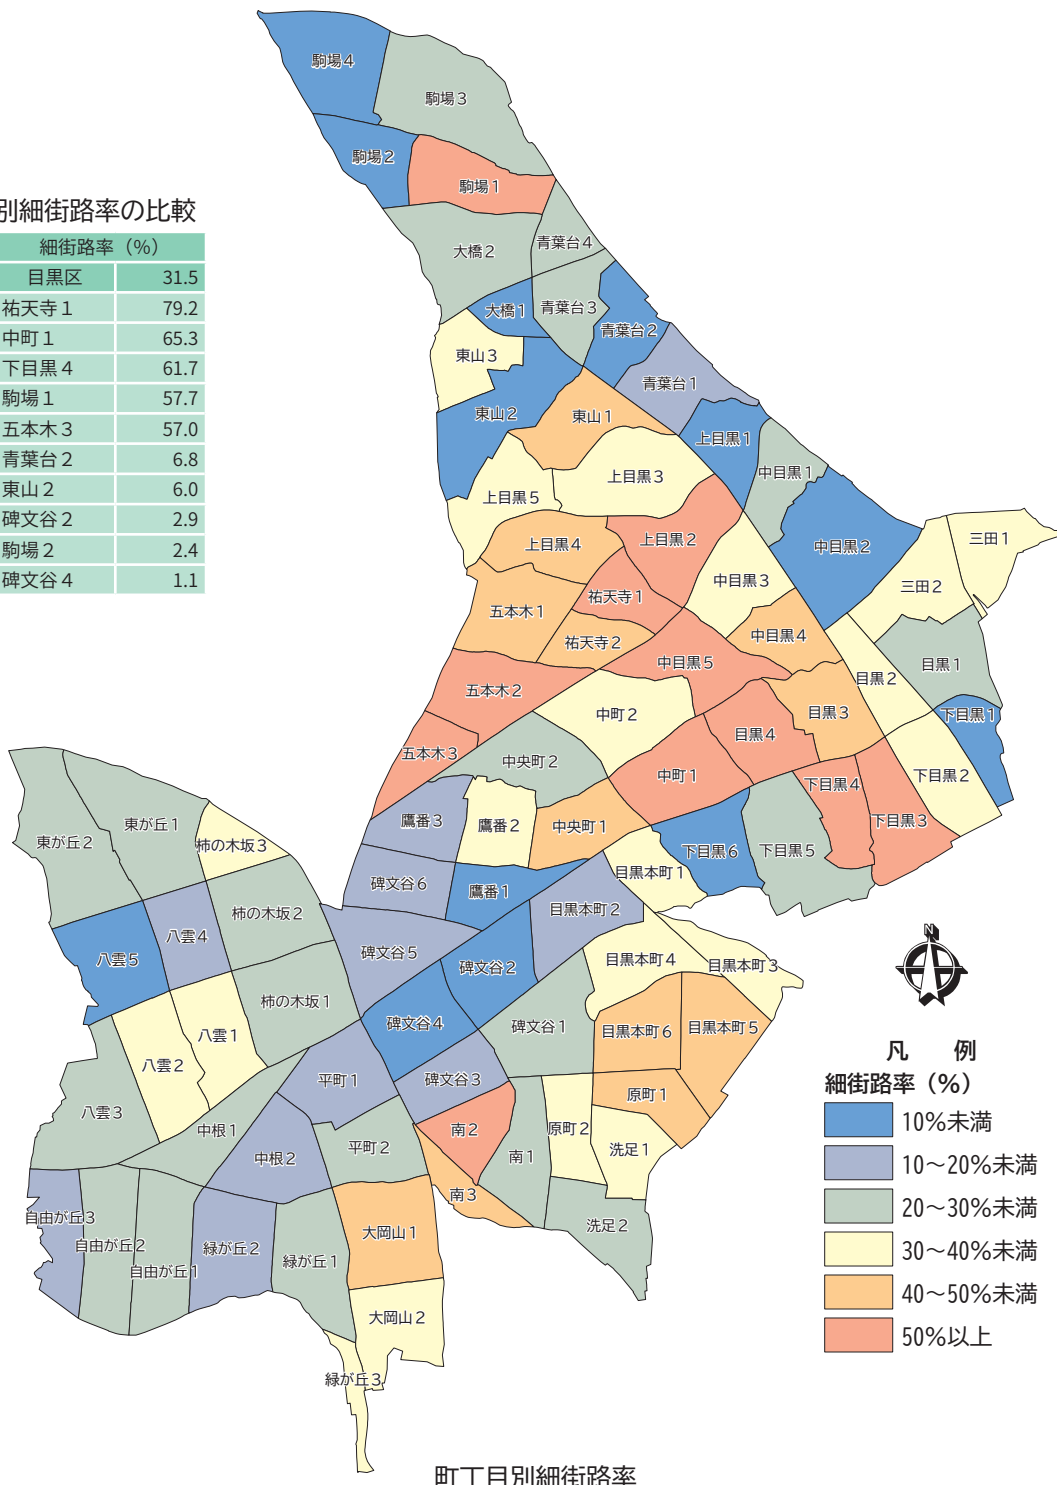 別細街路率の比較
細街路率（%）
目黒区 31.5
祐天寺１ 79.2
中町１ 65.3
下目黒４ 61.7
駒場１ 57.7
五本木３ 57.0
青葉台２ 6.8
東山２ 6.0
碑文谷２ 2.9
駒場２ 2.4
碑文谷４ 1.1
駒場４
駒場３
駒場２
駒場１
青葉台４
大橋２
大橋１
青葉台３
青葉台２
東山３
青葉台１
東山２
東山１
上目黒１
中目黒１
上目黒３
上目黒５
上目黒４
上目黒２
中目黒２
三田１
中目黒３
三田２
祐天寺１
五本木１
祐天寺２
中目黒４
中目黒５
目黒１
目黒２
五本木２
中町２
目黒３
下目黒１
目黒４
五本木３
中央町２
中町１
下目黒２
下目黒４
鷹番３
鷹番２
中央町１
下目黒３
東が丘１
東が丘２
柿の木坂３
下目黒６
下目黒５
目黒本町１
碑文谷６
鷹番１
目黒本町２
柿の木坂２
八雲４
碑文谷５
八雲５
碑文谷２
目黒本町４
目黒本町３
柿の木坂１
碑文谷４
碑文谷１
目黒本町６
目黒本町５
八雲１
八雲２
平町１
碑文谷３
原町１
八雲３
中根１
南２
原町２
平町２
洗足１
中根２
南１
南３
自由が丘３
洗足２
大岡山１
自由が丘２
緑が丘２
緑が丘１
自由が丘１
大岡山２
緑が丘３
N
凡　例
細街路率（%）
10%未満
10〜20%未満
20〜30%未満
30〜40%未満
40〜50%未満
50%以上
町丁目別細街路率